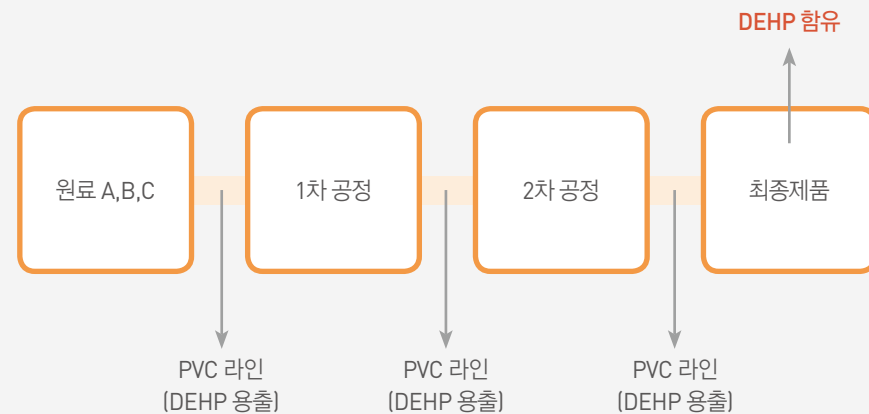 DEHP 함유
원료 A,B,C
1차 공정
2차 공정
최종제품
PVC 라인
(DEHP 용출)
PVC 라인
(DEHP 용출)
PVC 라인
(DEHP 용출)